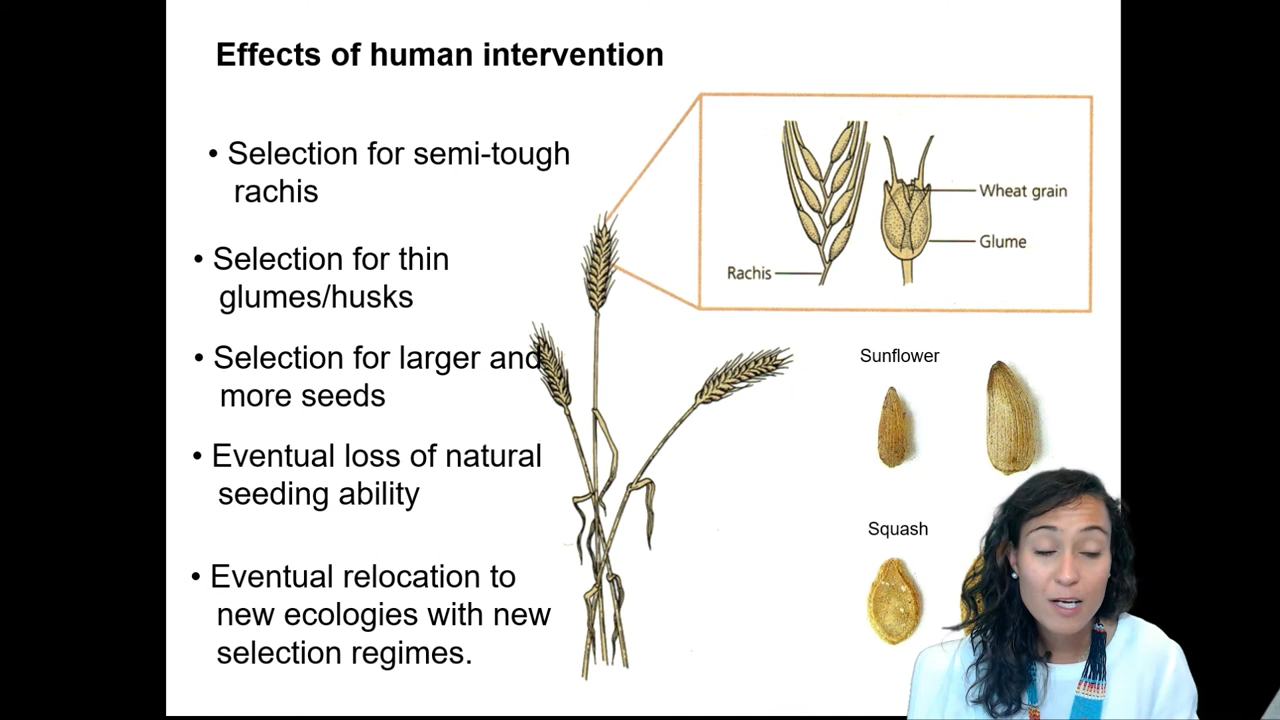 Effects of human intervention
• Selection for semi-tough
rachis
• Selection for thin
glumes/husks
• Selection for larger and
more seeds
• Eventual loss of natural
seeding ability
• Eventual relocation to
new ecologies with new
selection regimes.
Wheat grain
Glume
Rachis
Sunflower
Squash